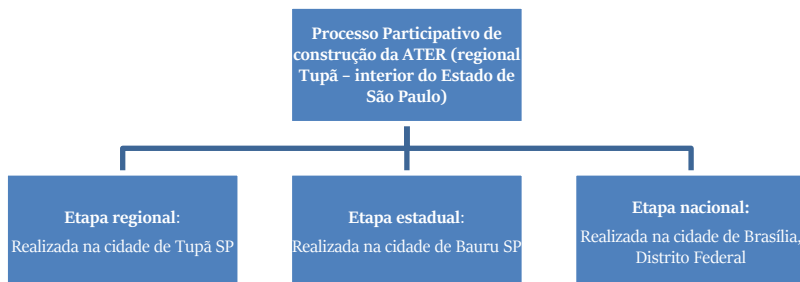 Processo Participativo de
construção da ATER (regional
Tupã – interior do Estado de
São Paulo)
Etapa regional:
Realizada na cidade de Tupã SP
Etapa estadual:
Realizada na cidade de Bauru SP
Etapa nacional:
Realizada na cidade de Brasília,
Distrito Federal